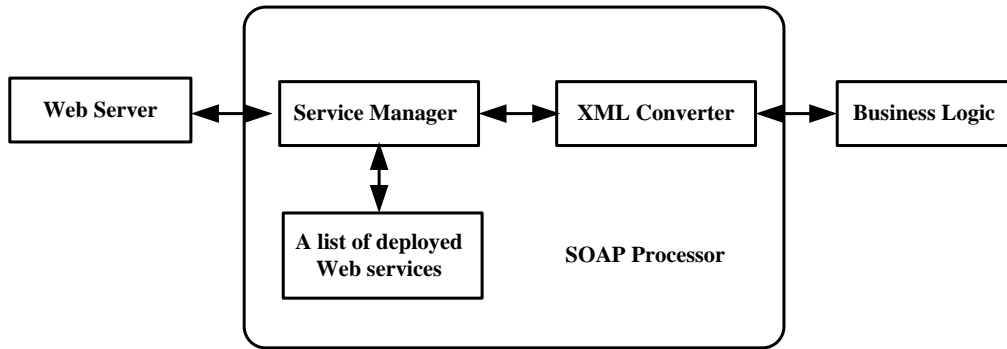 Web Server
Service Manager
XML Converter
Business Logic
A list of deployed
Web services
SOAP Processor